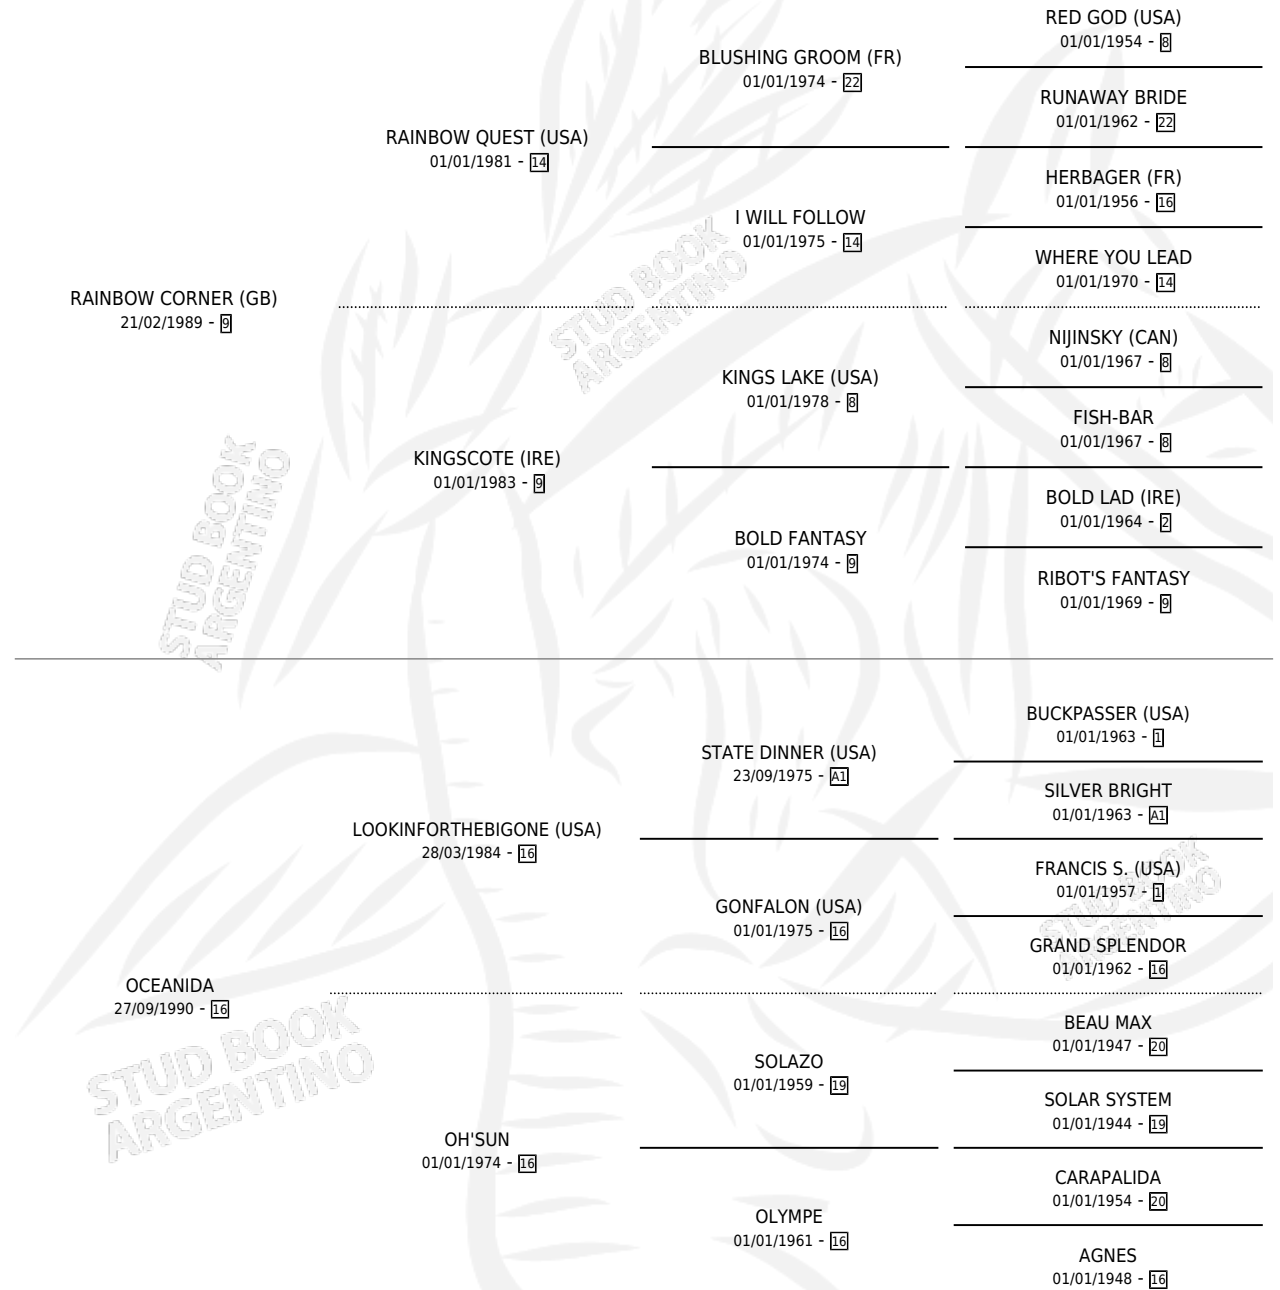 RED GOD (USA)
01/01/1954 - 8
BLUSHING GROOM (FR)
01/01/1974 - 22
RUNAWAY BRIDE
01/01/1962 - 22
RAINBOW QUEST (USA)
01/01/1981 - 14
HERBAGER (FR)
01/01/1956 - 16
I WILL FOLLOW
01/01/1975 - 14
WHERE YOU LEAD
01/01/1970 - 14
RAINBOW CORNER (GB)
21/02/1989 - 9
STUD BOOK
ARGENTINO
NIJINSKY (CAN)
01/01/1967 - 8
KINGS LAKE (USA)
01/01/1978 - 8
FISH-BAR
01/01/1967 - 8
KINGSCOTE (IRE)
01/01/1983 - 9
BOLD LAD (IRE)
01/01/1964 - 2
BOLD FANTASY
01/01/1974 - 9
RIBOT'S FANTASY
01/01/1969 - 9
STUD BOOK
ARGENTINO
BUCKPASSER (USA)
01/01/1963 - 1
STATE DINNER (USA)
23/09/1975 - A1
SILVER BRIGHT
01/01/1963 - A1
LOOKINFORTHEBIGONE (USA)
28/03/1984 - 16
FRANCIS S. (USA)
01/01/1957 - 1
STUD BOOK
ARGENTINO
GONFALON (USA)
01/01/1975 - 16
GRAND SPLENDOR
01/01/1962 - 16
OCEANIDA
27/09/1990 - 16
STUD BOOK
ARGENTINO
BEAU MAX
01/01/1947 - 20
SOLAZO
01/01/1959 - 19
SOLAR SYSTEM
01/01/1944 - 19
OH'SUN
01/01/1974 - 16
CARAPALIDA
01/01/1954 - 20
OLYMPE
01/01/1961 - 16
AGNES
01/01/1948 - 16